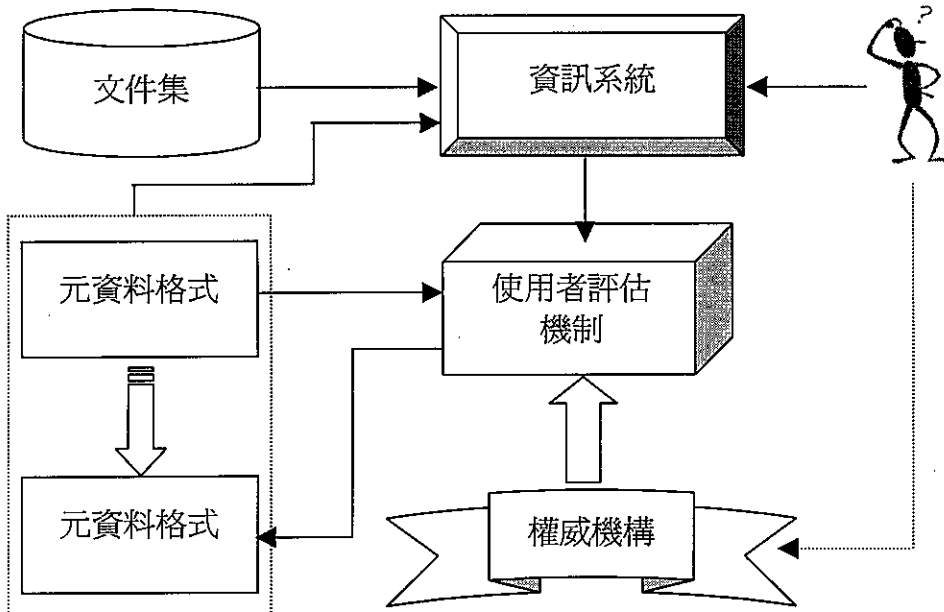 文件集
資訊系統
?
元資料格式
使用者評估
機制
元資料格式
權威機構